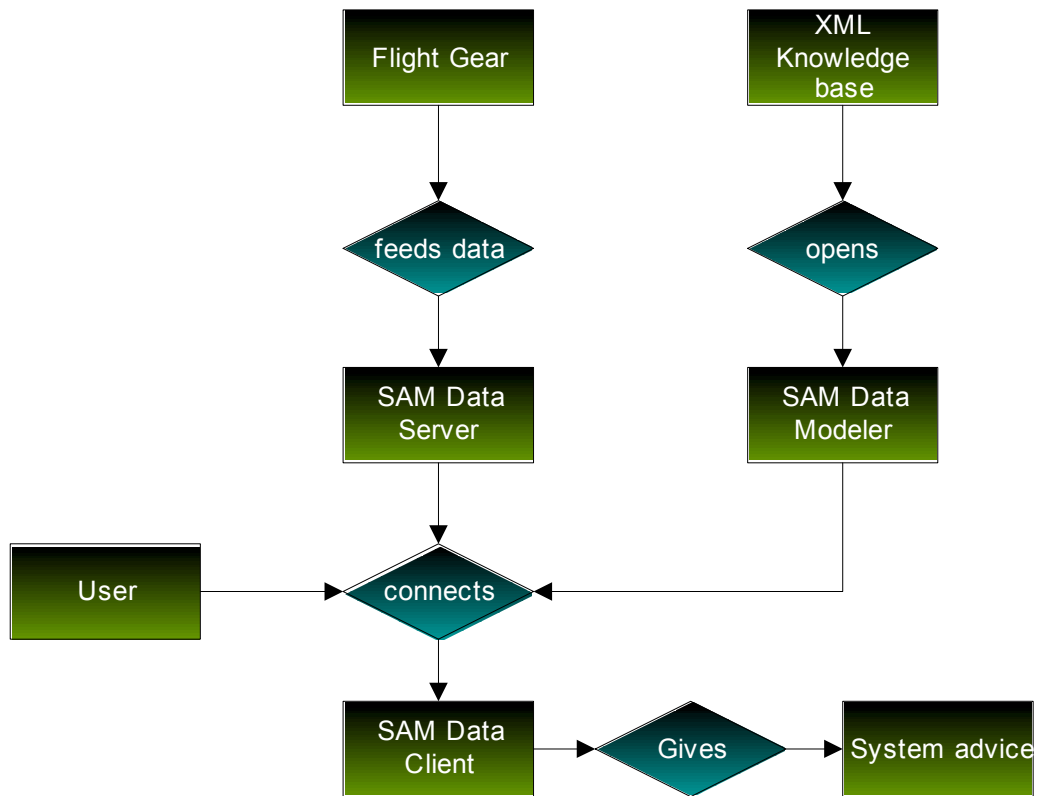 Flight Gear
XML
Knowledge
base
feeds data
opens
SAM Data
Server
SAM Data
Modeler
User
connects
SAM Data
Client
Gives
System advice